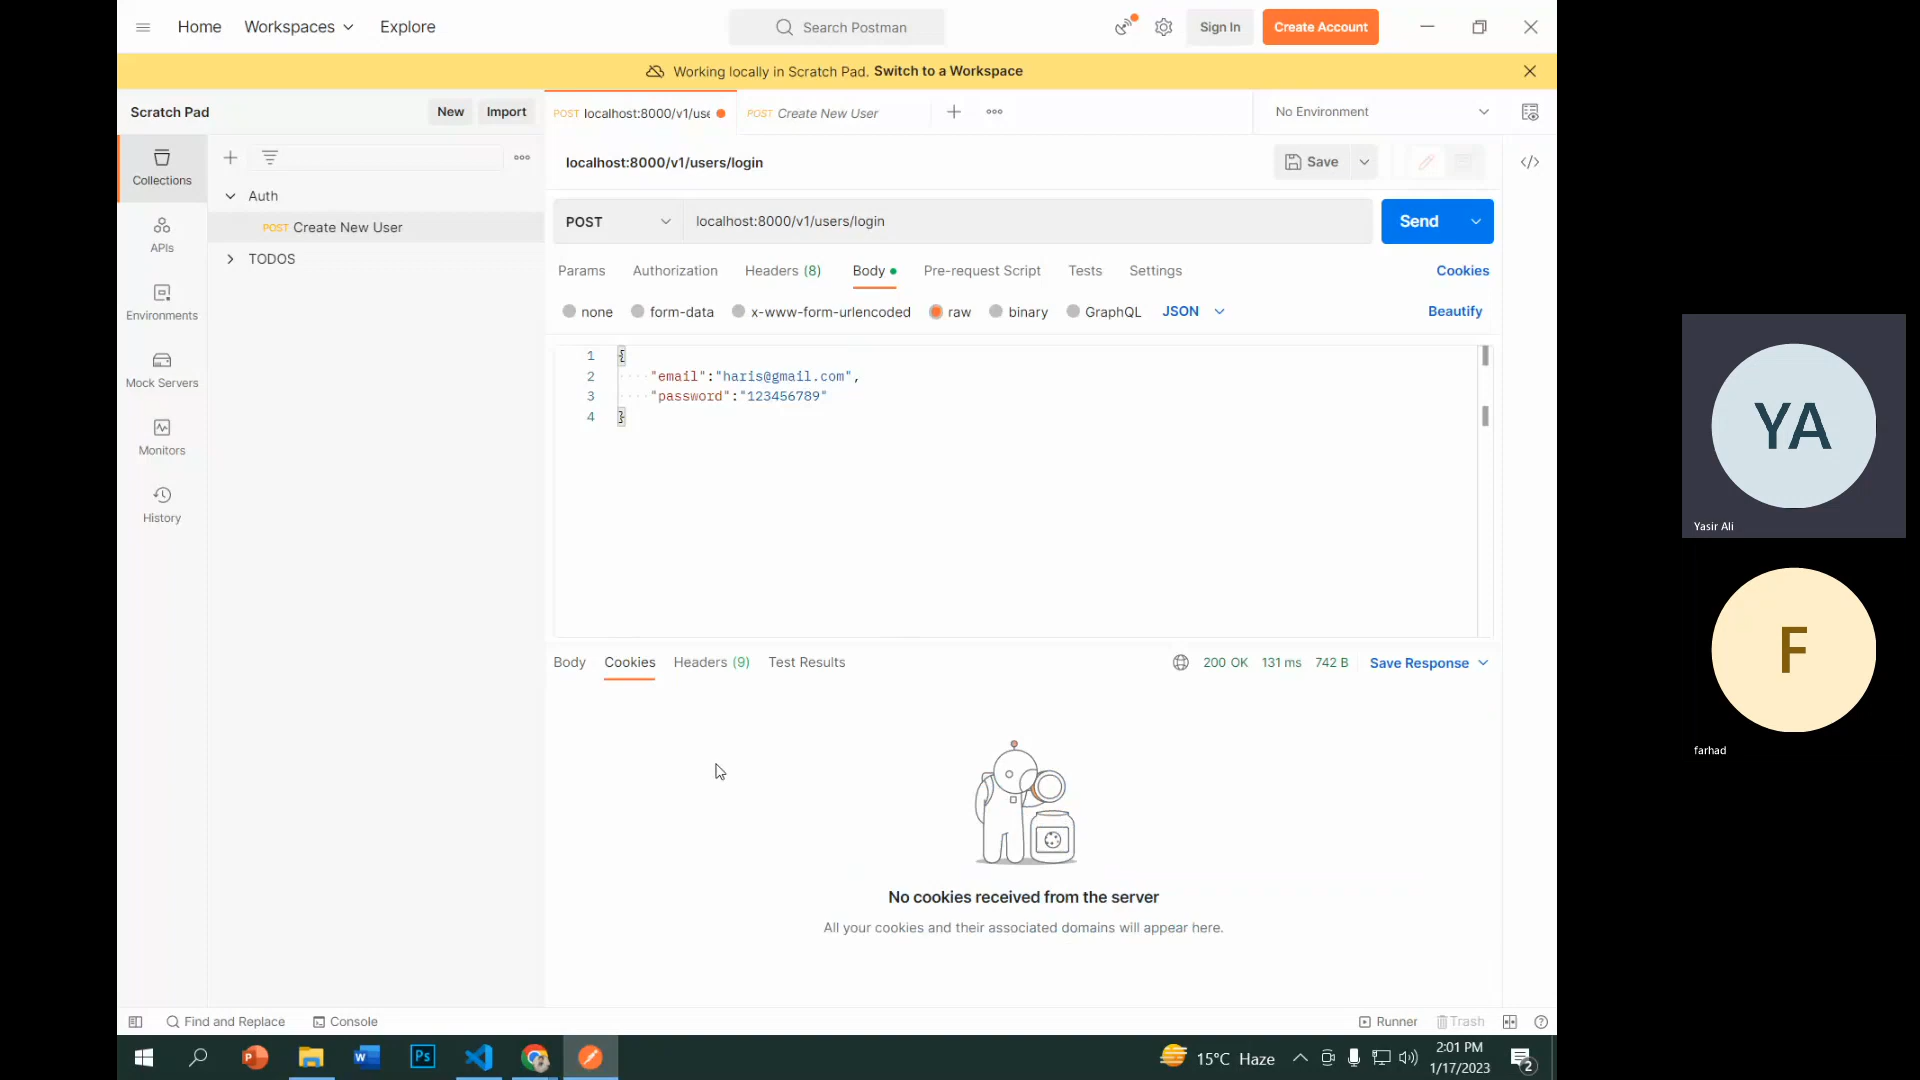 Home Workspaces Explore Search Postman Sign In Create Account
Working locally in Scratch Pad. Switch to a Workspace
Scratch Pad New Import POST localhost:8000/v1/use POST Create New User No Environment
Collections
Auth
POST Create New User
TODOS
APIs
Environments
Mock Servers
Monitors
History
localhost:8000/v1/users/login Save
POST localhost:8000/v1/users/login Send
Params Authorization Headers (8) Body Pre-request Script Tests Settings Cookies
none form-data x-www-form-urlencoded raw binary GraphQL JSON Beautify
1 {
2 "email":"haris@gmail.com",
3 "password":"123456789"
4 }
Body Cookies Headers (9) Test Results 200 OK 131 ms 742 B Save Response
No cookies received from the server
All your cookies and their associated domains will appear here.
Find and Replace Console Runner Trash
15°C Haze 2:01 PM
1/17/2023
2
Ps
YA
Yasir Ali
F
farhad